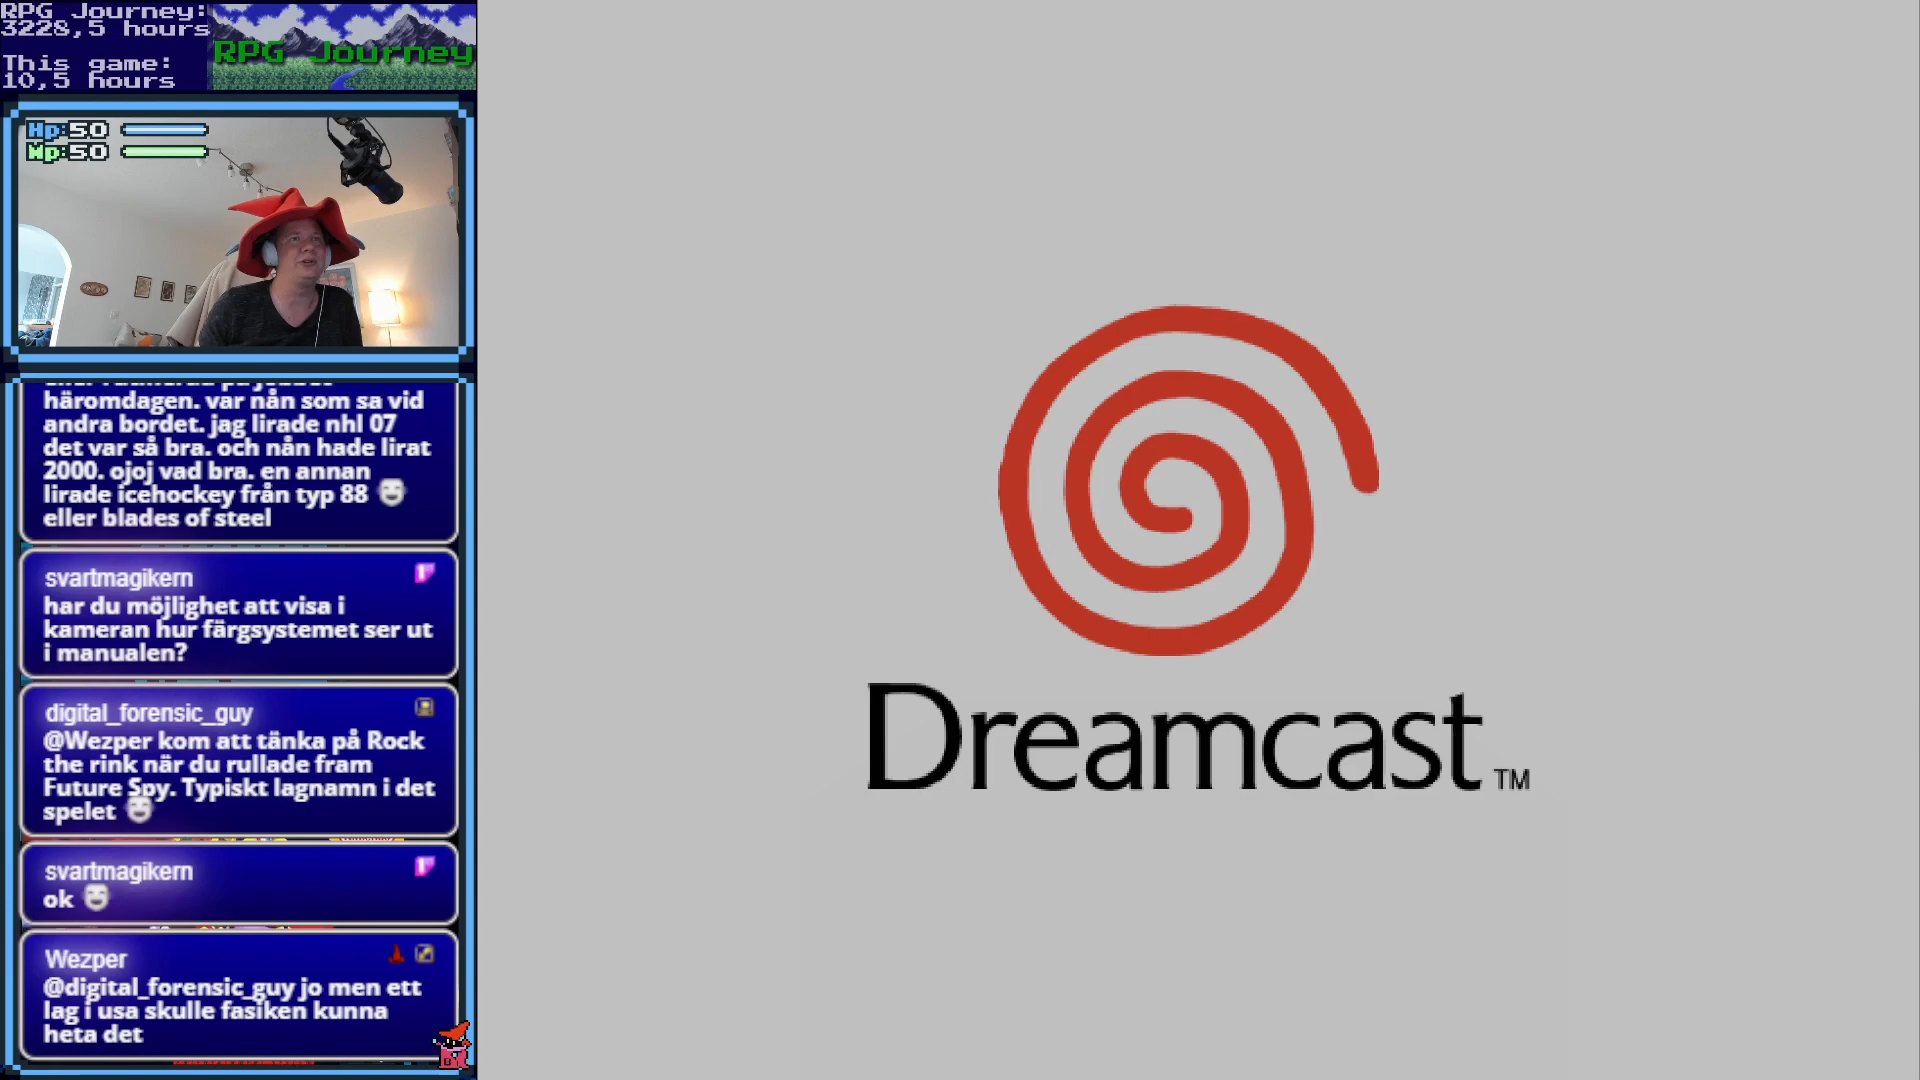 RPG Journey:
3228,5 hours
This game:
10,5 hours
RPG Journey
Hp:50
Mp:50
häromdagen. var nån som sa vid
andra bordet. jag lirade nhl 07
det var så bra. och nån hade lirat
2000. ojoj vad bra. en annan
lirade icehockey från typ 88
eller blades of steel
svartmagikern
har du möjlighet att visa i
kameran hur färgsystemet ser ut
i manualen?
digital_forensic_guy
@Wezper kom att tänka på Rock
the rink när du rullade fram
Future Spy. Typiskt lagnamn i det
spelet
svartmagikern
ok
Wezper
@digital_forensic_guy jo men ett
lag i usa skulle fasiken kunna
heta det
Dreamcast TM